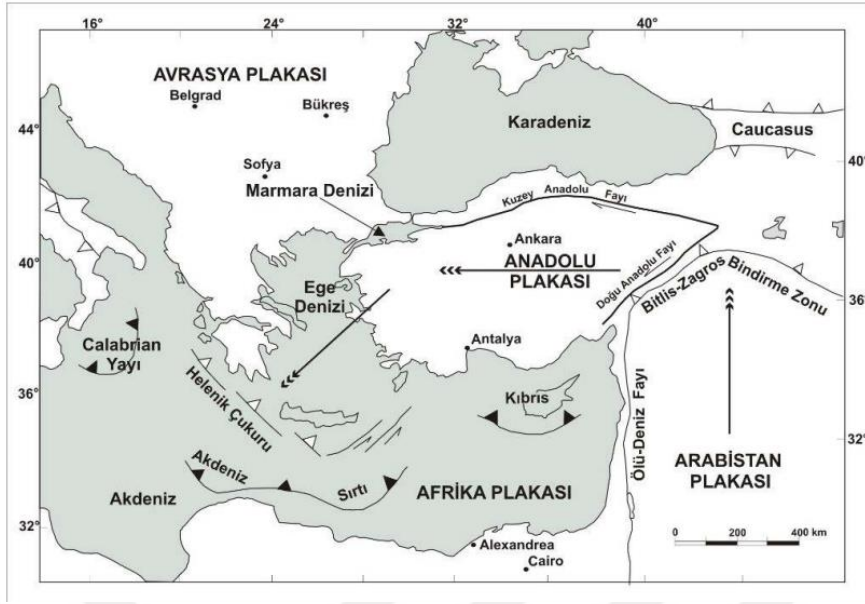 16°
24°
32°
40°
AVRASYA PLAKASI
Belgrad
Bükreş
Karadeniz
Caucasus
44°
40°
Sofya
Marmara Denizi
Kuzey Anadolu Fayı
Ankara
ANADOLU
PLAKASI
Doğu Anadolu Fayı
Bitlis-Zagros Bindirme Zonu
40°
Ege
Denizi
36°
Calabrian
Yayı
Antalya
Helenik Çukuru
Kıbrıs
36°
Ölü-Deniz Fayı
32°
ARABİSTAN
PLAKASI
Akdeniz Sırtı
AFRİKA PLAKASI
Akdeniz
32°
Alexandrea
Cairo
0 200 400 km